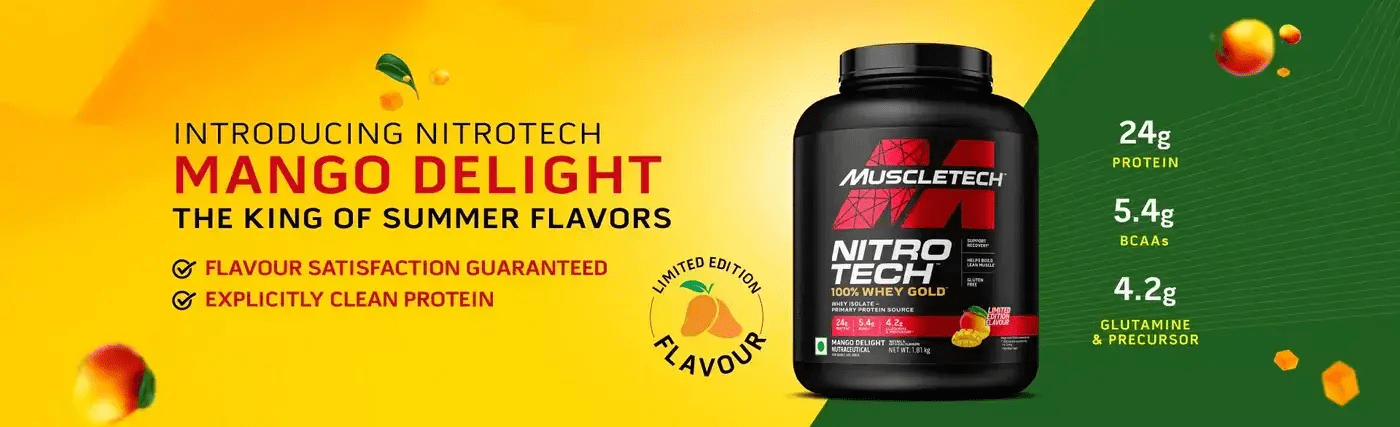 INTRODUCING NITROTECH
MANGO DELIGHT
THE KING OF SUMMER FLAVORS
FLAVOUR SATISFACTION GUARANTEED
EXPLICITLY CLEAN PROTEIN
LIMITED EDITION
FLAVOUR
MUSCLETECH
NITRO
TECH™
100% WHEY GOLD
WHEY ISOLATE –
PRIMARY PROTEIN SOURCE
SUPPORT
RECOVERY
HELPS BUILD
LEAN MUSCLE
GLUTEN
FREE
LIMITED
EDITION
FLAVOUR
24g 5.4g 4.2g
MANGO DELIGHT
NUTRACEUTICAL
NET WT. 1.81 kg
24g
PROTEIN
5.4g
BCAAs
4.2g
GLUTAMINE
& PRECURSOR